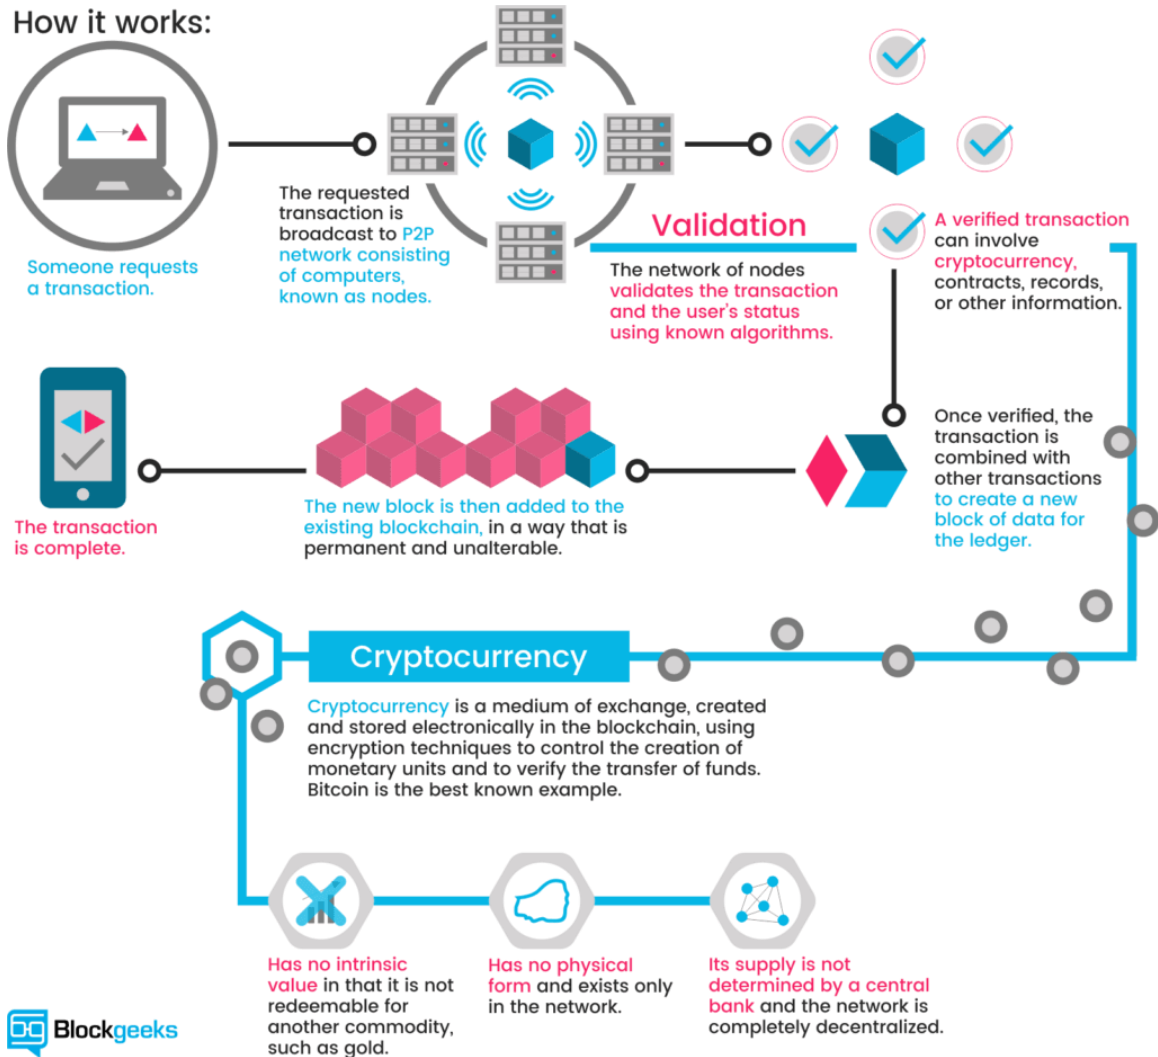 How it works:
Someone requests
a transaction.
The requested
transaction is
broadcast to P2P
network consisting
of computers,
known as nodes.
Validation
The network of nodes
validates the transaction
and the user's status
using known algorithms.
A verified transaction
can involve
cryptocurrency,
contracts, records,
or other information.
Once verified, the
transaction is
combined with
other transactions
to create a new
block of data for
the ledger.
The new block is then added to the
existing blockchain, in a way that is
permanent and unalterable.
The transaction
is complete.
Cryptocurrency
Cryptocurrency is a medium of exchange, created
and stored electronically in the blockchain, using
encryption techniques to control the creation of
monetary units and to verify the transfer of funds.
Bitcoin is the best known example.
Has no intrinsic
value in that it is not
redeemable for
another commodity,
such as gold.
Has no physical
form and exists only
in the network.
Its supply is not
determined by a central
bank and the network is
completely decentralized.
Blockgeeks